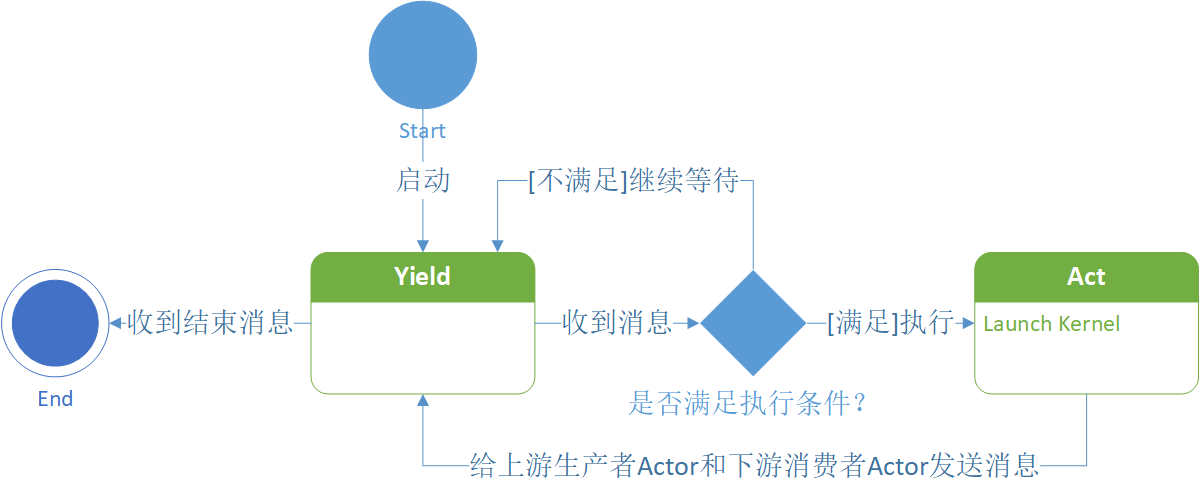 Start
启动
[不满足]继续等待
Yield
Act
收到结束消息
收到消息
[满足]执行
Launch Kernel
End
是否满足执行条件？
给上游生产者Actor和下游消费者Actor发送消息